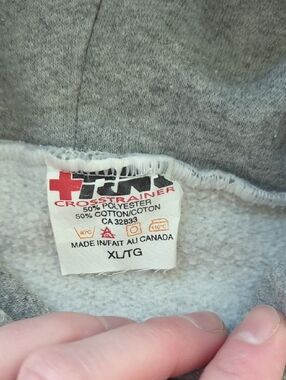 CROSSTRAINER
50% POLYESTER
50% COTTON/COTON
CA 32833
MADE IN/FAIT AU CANADA
XL/TG